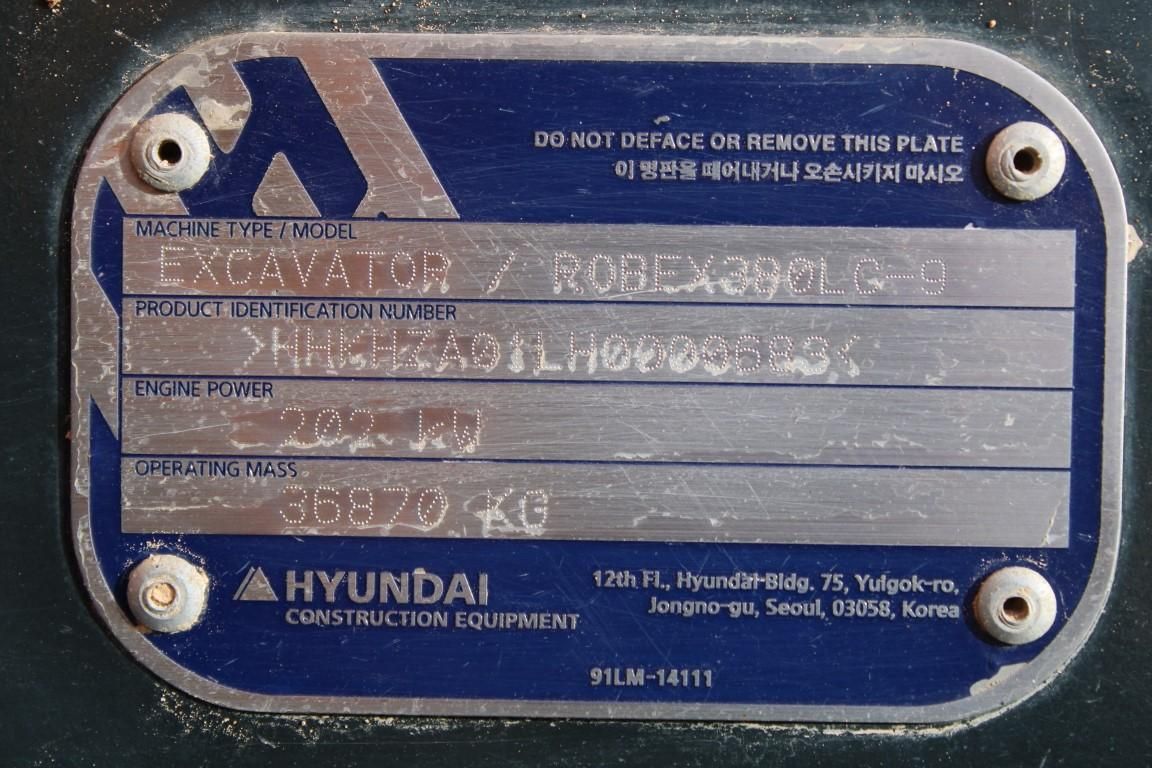 DO NOT DEFACE OR REMOVE THIS PLATE
이 명판을 떼어내거나 오손시키지 마시오
MACHINE TYPE / MODEL
EXCAVATOR / ROBEX380LC-9
PRODUCT IDENTIFICATION NUMBER
>HHKHZA01LH0000683<
ENGINE POWER
202 kW
OPERATING MASS
36870 KG
HYUNDAI
CONSTRUCTION EQUIPMENT
12th Fl., Hyundai-Bldg. 75, Yulgok-ro,
Jongno-gu, Seoul, 03058, Korea
91LM-14111